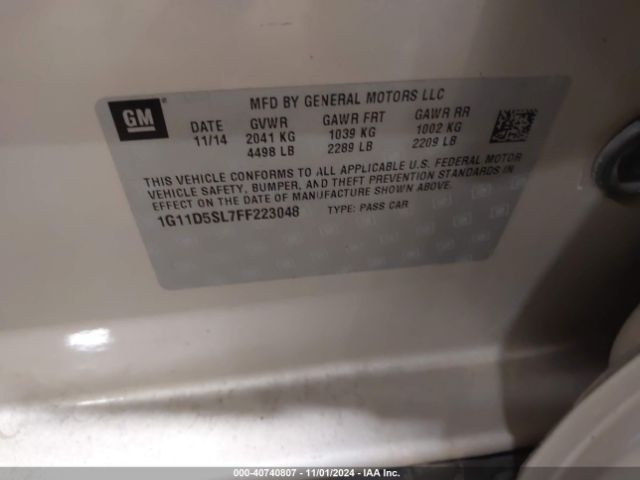 GM
MFD BY GENERAL MOTORS LLC
DATE GVWR GAWR FRT GAWR RR
11/14 2041 KG 1039 KG 1002 KG
4498 LB 2289 LB 2209 LB
THIS VEHICLE CONFORMS TO ALL APPLICABLE U.S. FEDERAL MOTOR
VEHICLE SAFETY, BUMPER, AND THEFT PREVENTION STANDARDS IN
EFFECT ON THE DATE OF MANUFACTURE SHOWN ABOVE.
1G11D5SL7FF223048 TYPE: PASS CAR
000-40740807 - 11/01/2024 - IAA Inc.